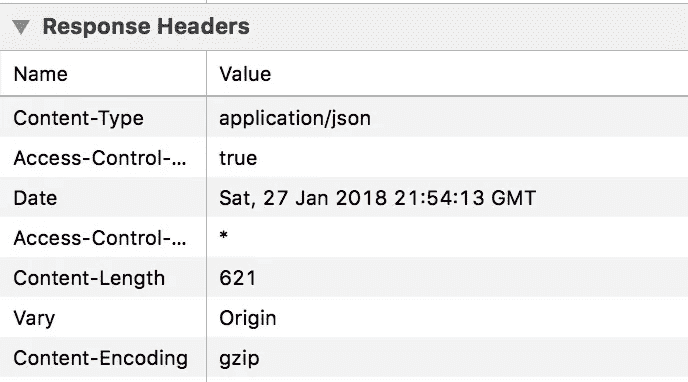 Response Headers
Name Value
Content-Type application/json
Access-Control-... true
Date Sat, 27 Jan 2018 21:54:13 GMT
Access-Control-... *
Content-Length 621
Vary Origin
Content-Encoding gzip